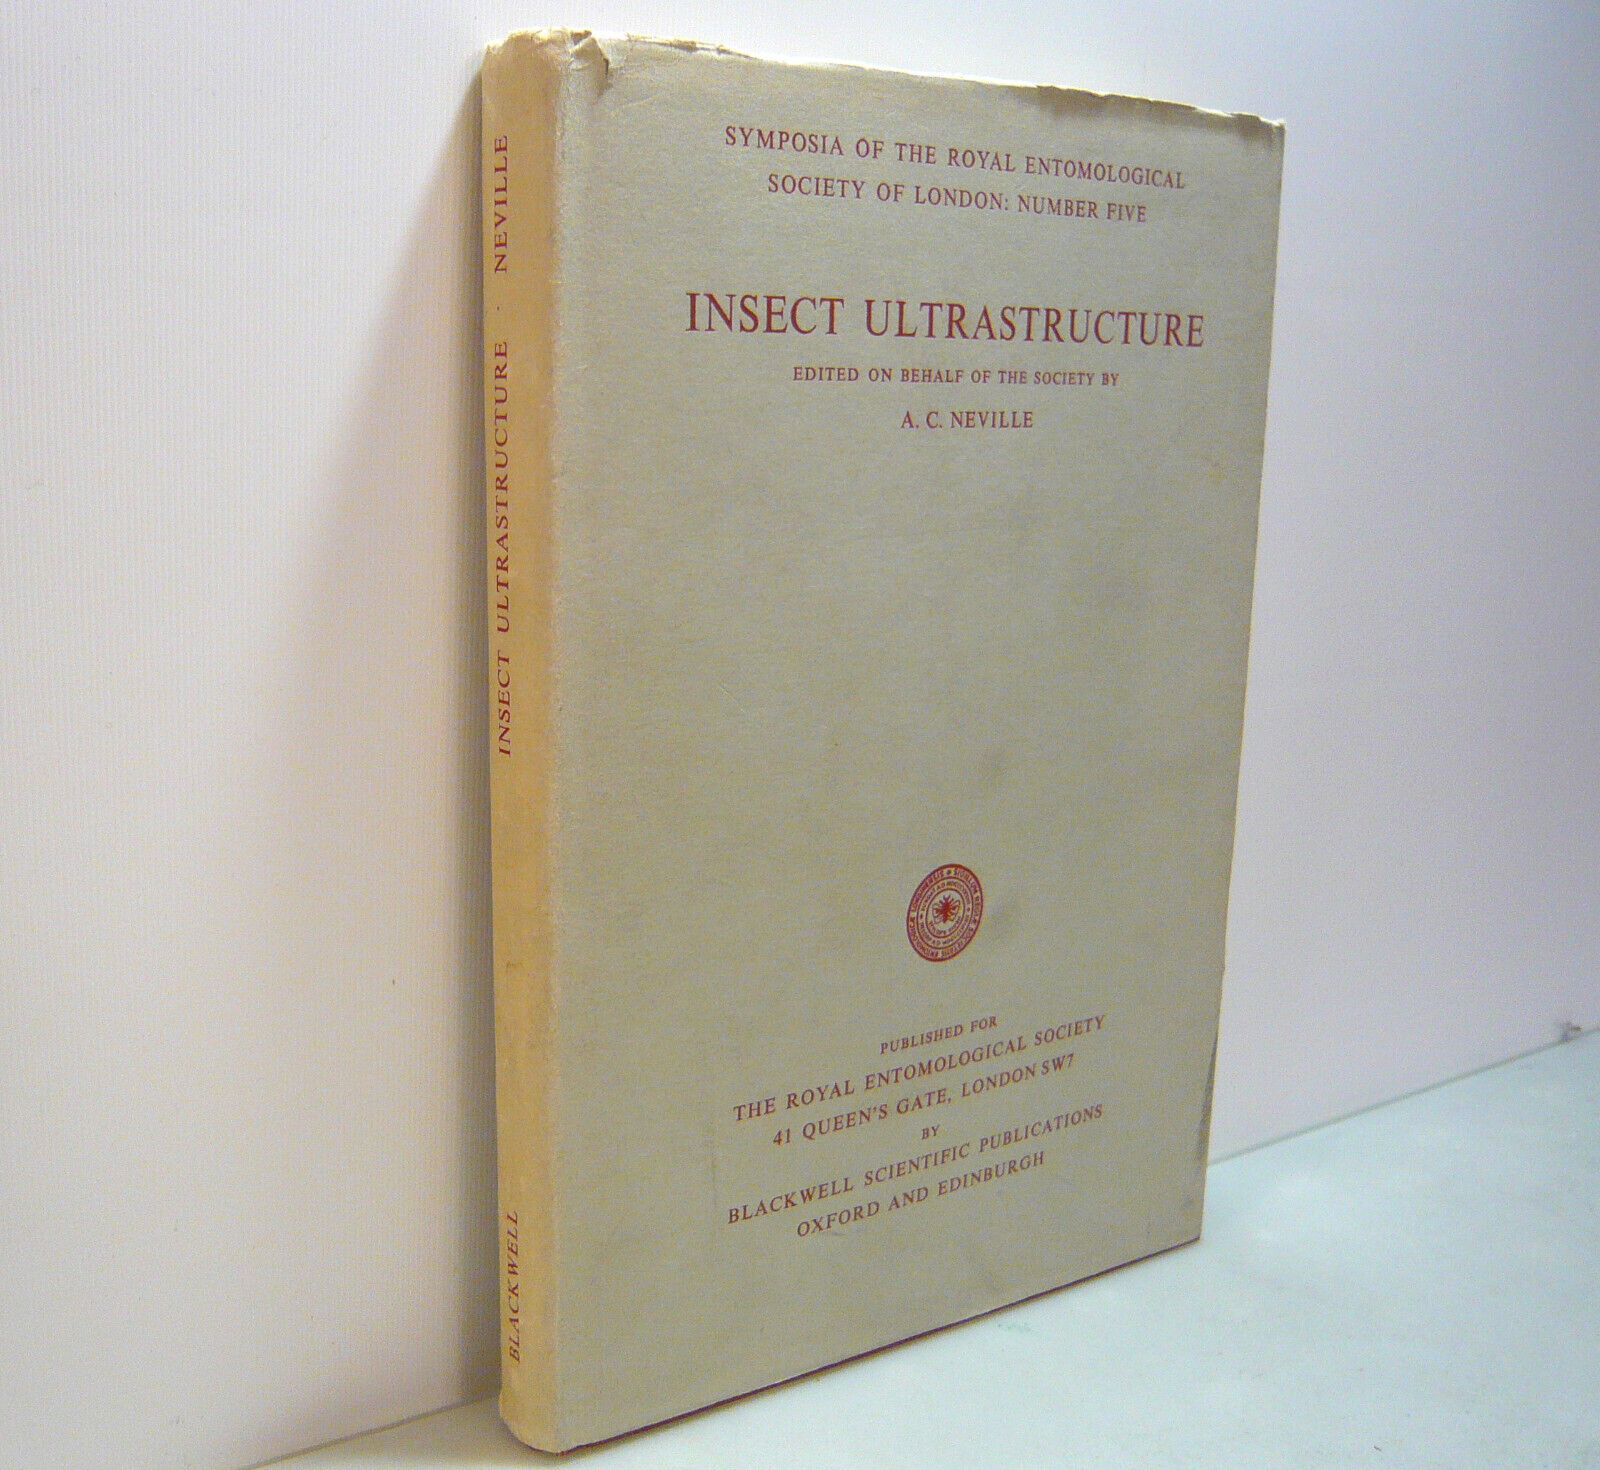 SYMPOSIA OF THE ROYAL ENTOMOLOGICAL
SOCIETY OF LONDON: NUMBER FIVE
INSECT ULTRASTRUCTURE
EDITED ON BEHALF OF THE SOCIETY BY
A. C. NEVILLE
PUBLISHED FOR
THE ROYAL ENTOMOLOGICAL SOCIETY
41 QUEEN'S GATE, LONDON SW7
BY
BLACKWELL SCIENTIFIC PUBLICATIONS
OXFORD AND EDINBURGH
BLACKWELL INSECT ULTRASTRUCTURE · NEVILLE